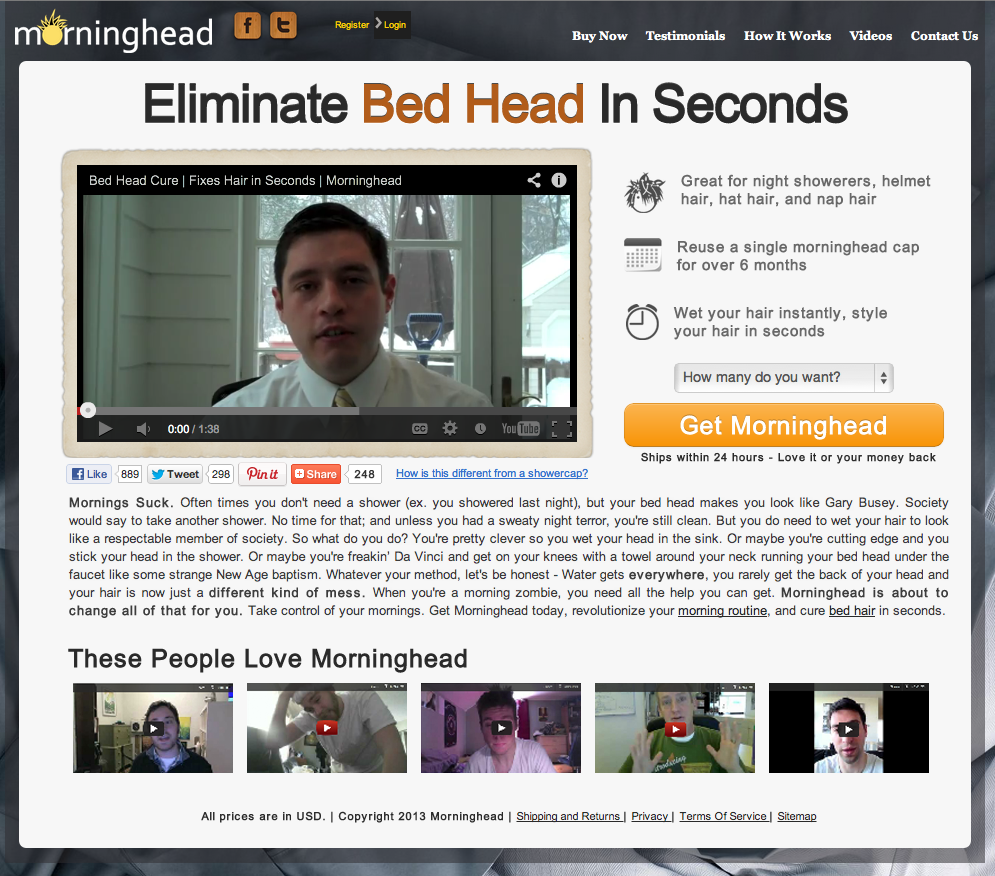 morninghead
Register
Login
Buy Now
Testimonials
How It Works
Videos
Contact Us
Eliminate Bed Head In Seconds
Bed Head Cure | Fixes Hair in Seconds | Morninghead
0:00 / 1:38
CC
YouTube
Great for night showerers, helmet
hair, hat hair, and nap hair
Reuse a single morninghead cap
for over 6 months
Wet your hair instantly, style
your hair in seconds
How many do you want?
Get Morninghead
Ships within 24 hours - Love it or your money back
Like
889
Tweet
298
Pin it
Share
248
How is this different from a showercap?
Mornings Suck. Often times you don't need a shower (ex. you showered last night), but your bed head makes you look like Gary Busey. Society
would say to take another shower. No time for that; and unless you had a sweaty night terror, you're still clean. But you do need to wet your hair to look
like a respectable member of society. So what do you do? You're pretty clever so you wet your head in the sink. Or maybe you're cutting edge and you
stick your head in the shower. Or maybe you're freakin' Da Vinci and get on your knees with a towel around your neck running your bed head under the
faucet like some strange New Age baptism. Whatever your method, let's be honest - Water gets everywhere, you rarely get the back of your head and
your hair is now just a different kind of mess. When you're a morning zombie, you need all the help you can get. Morninghead is about to
change all of that for you. Take control of your mornings. Get Morninghead today, revolutionize your morning routine, and cure bed hair in seconds.
These People Love Morninghead
All prices are in USD. | Copyright 2013 Morninghead | Shipping and Returns | Privacy | Terms Of Service | Sitemap